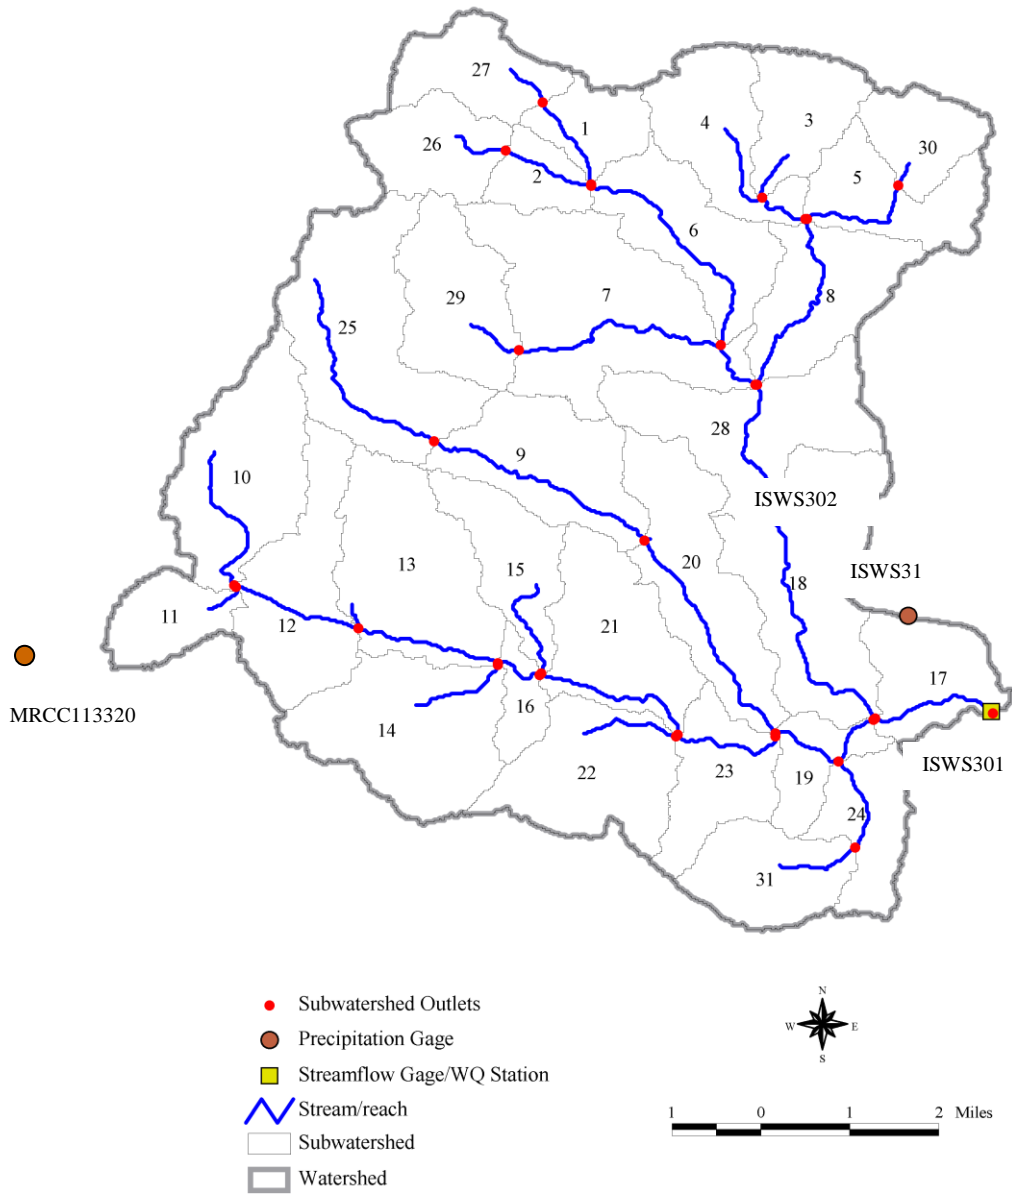 27
4
3
1
26
30
2
5
6
29
7
8
25
28
9
10
ISWS302
13
15
20
ISWS31
18
11
12
21
17
MRCC113320
16
14
22
23
19
ISWS301
24
31
N
W E
S
Subwatershed Outlets
Precipitation Gage
Streamflow Gage/WQ Station
Stream/reach
Subwatershed
Watershed
1 0 1 2 Miles